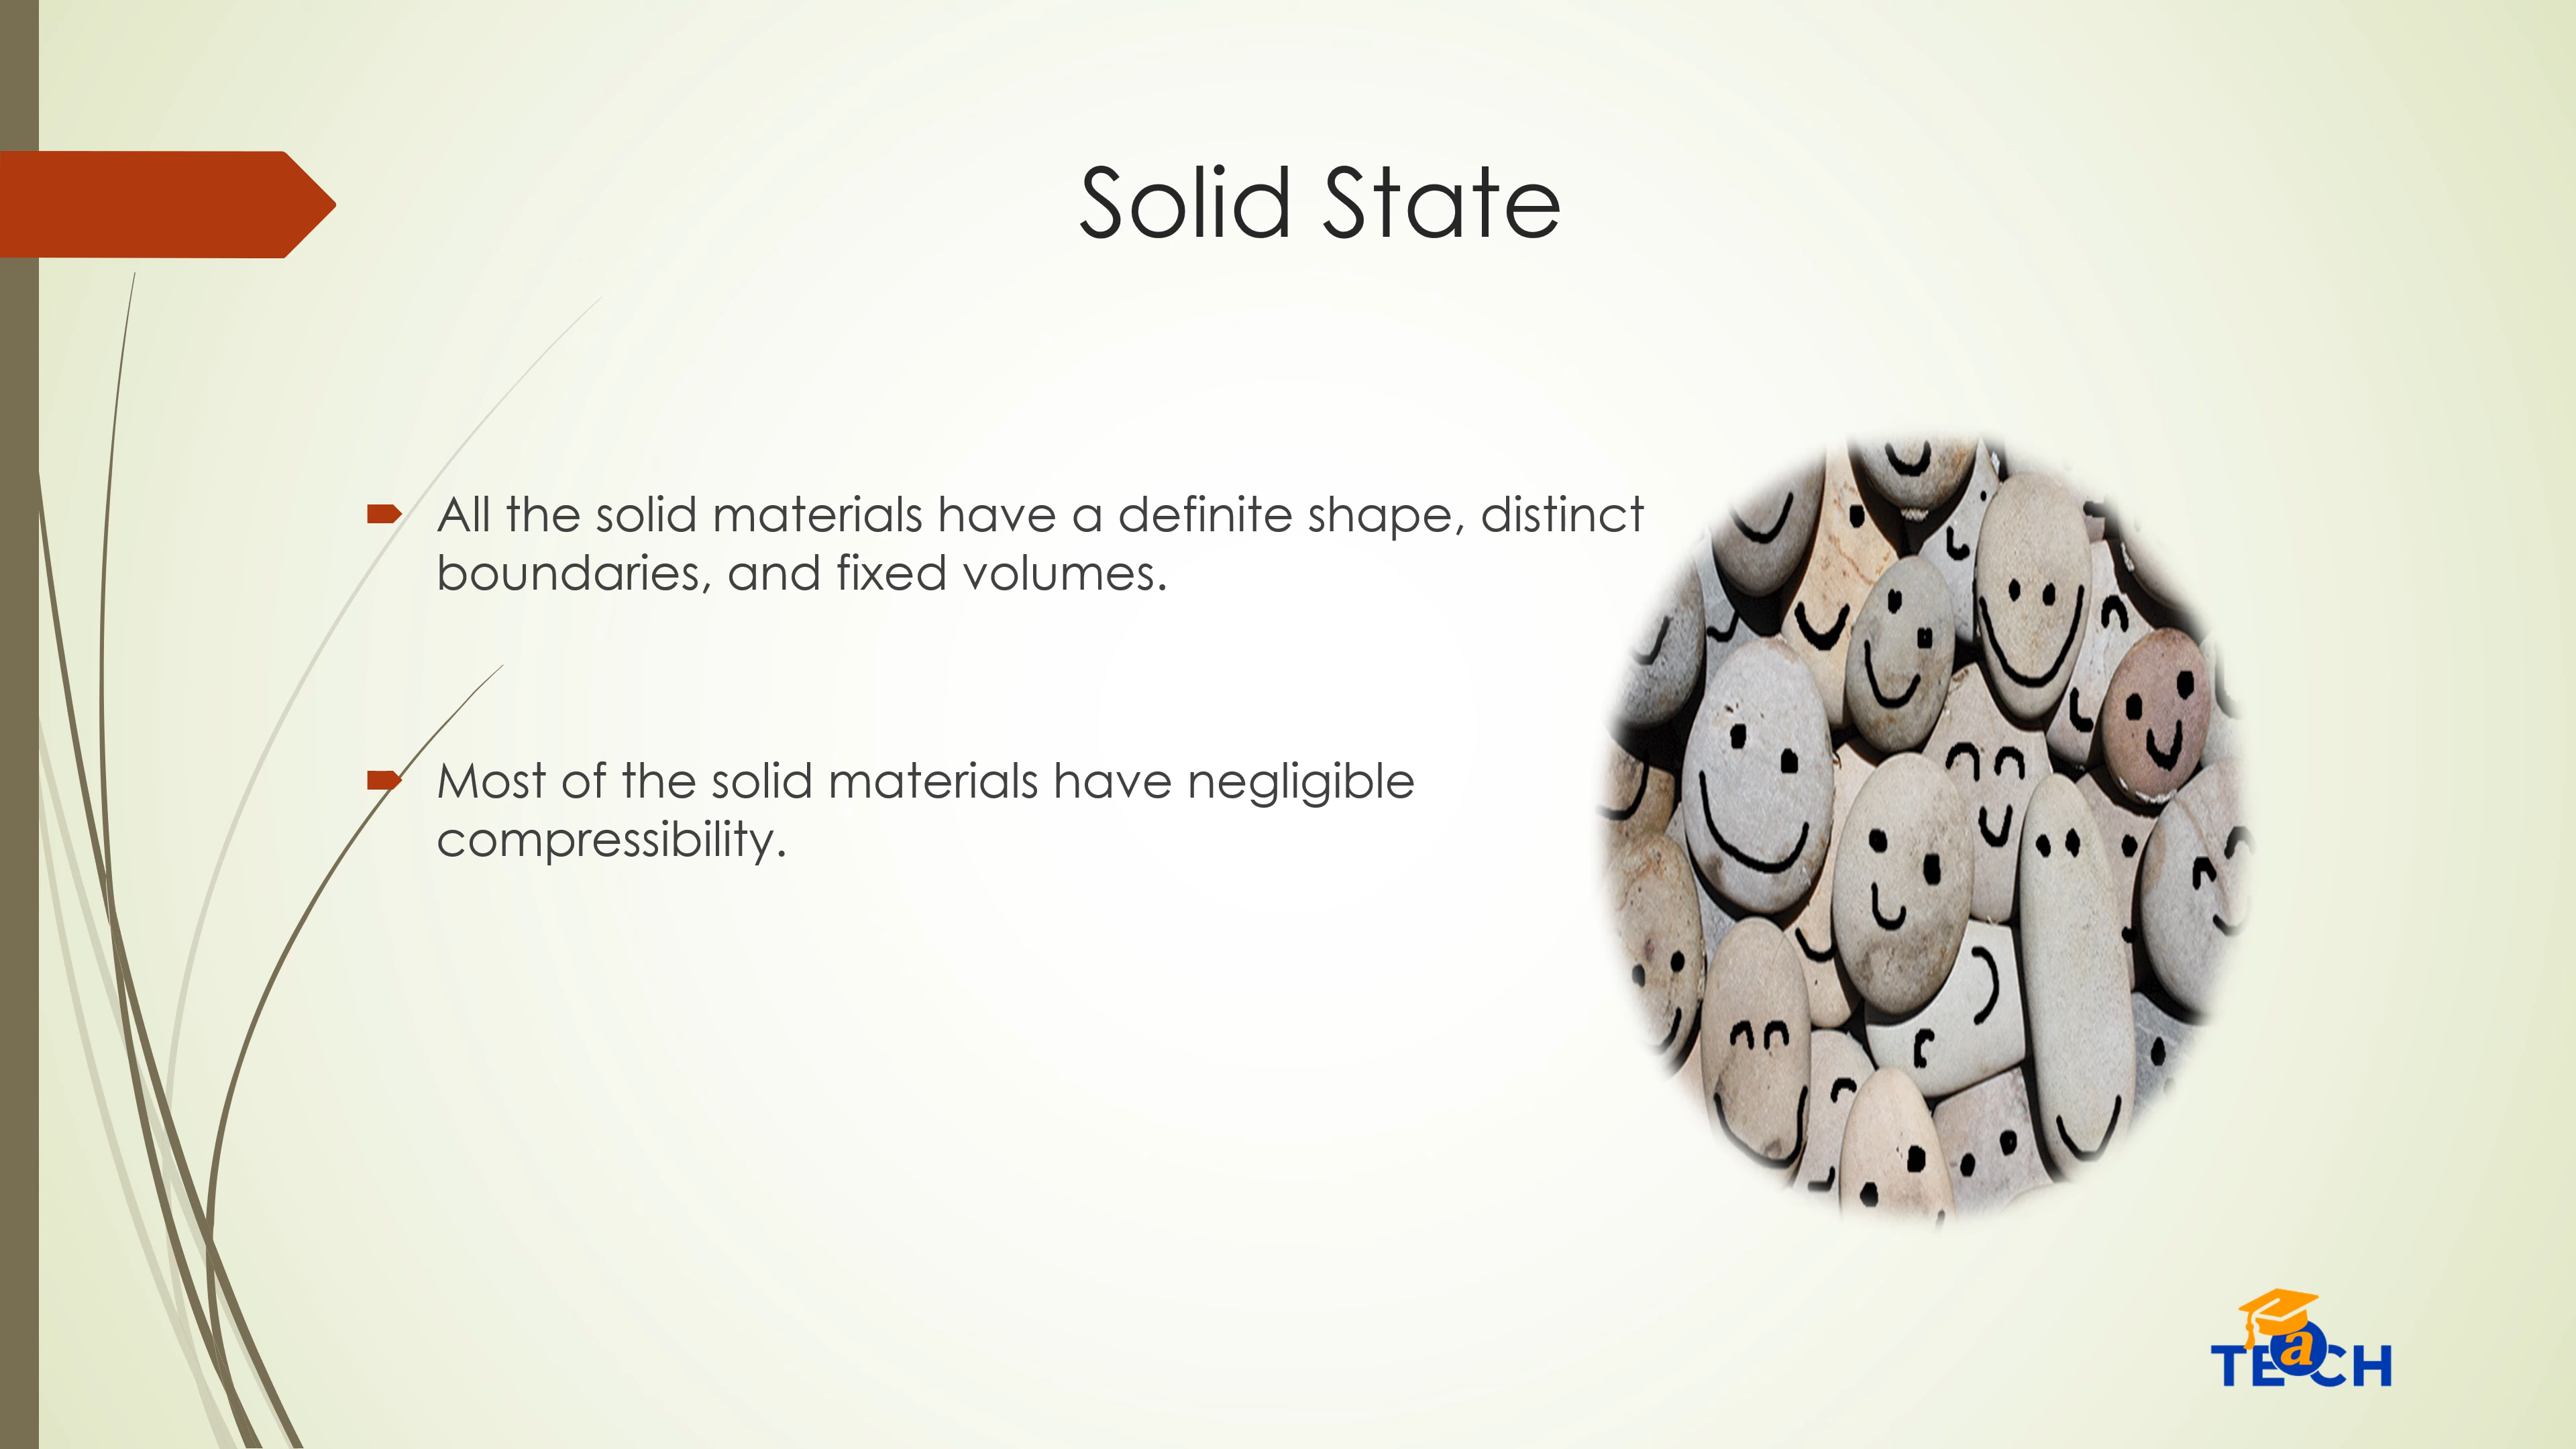 Solid State
All the solid materials have a definite shape, distinct
boundaries, and fixed volumes.
Most of the solid materials have negligible
compressibility.
TEaCH